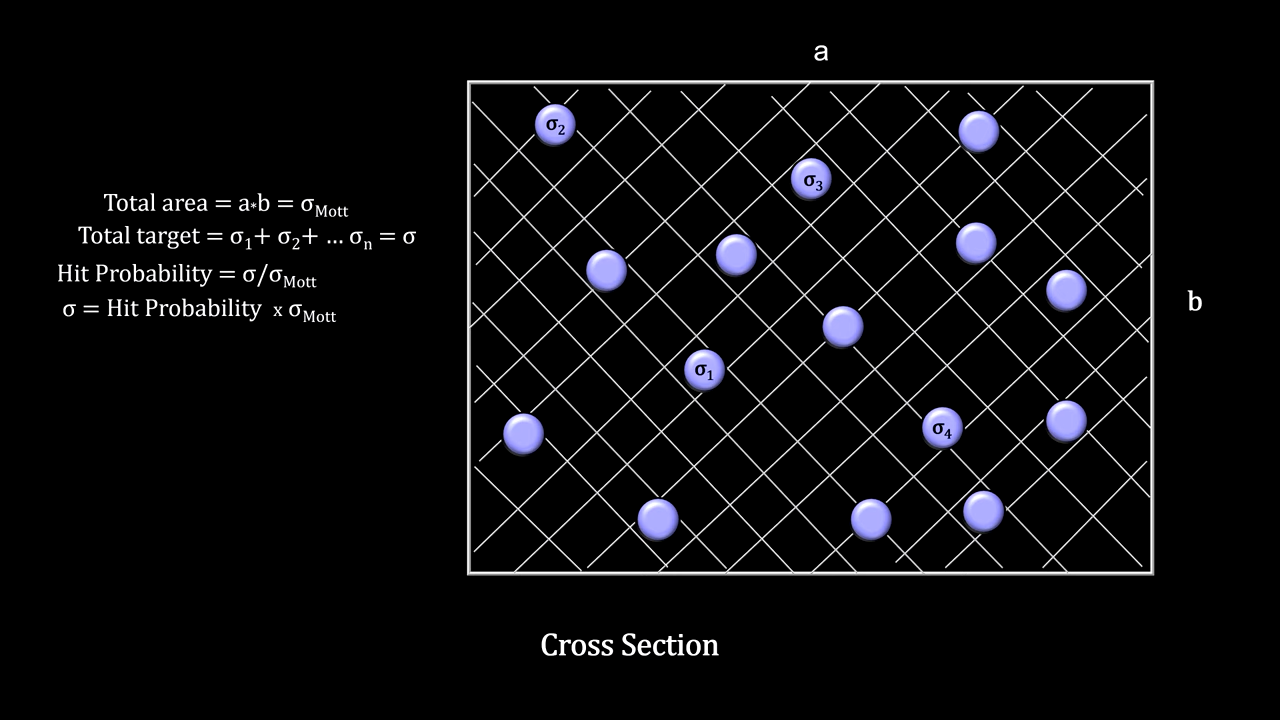 a
σ₂
σ₃
Total area = a*b = σMott
Total target = σ₁+ σ₂+ ... σₙ = σ
Hit Probability = σ/σMott
b
σ = Hit Probability x σMott
σ₁
σ₄
Cross Section